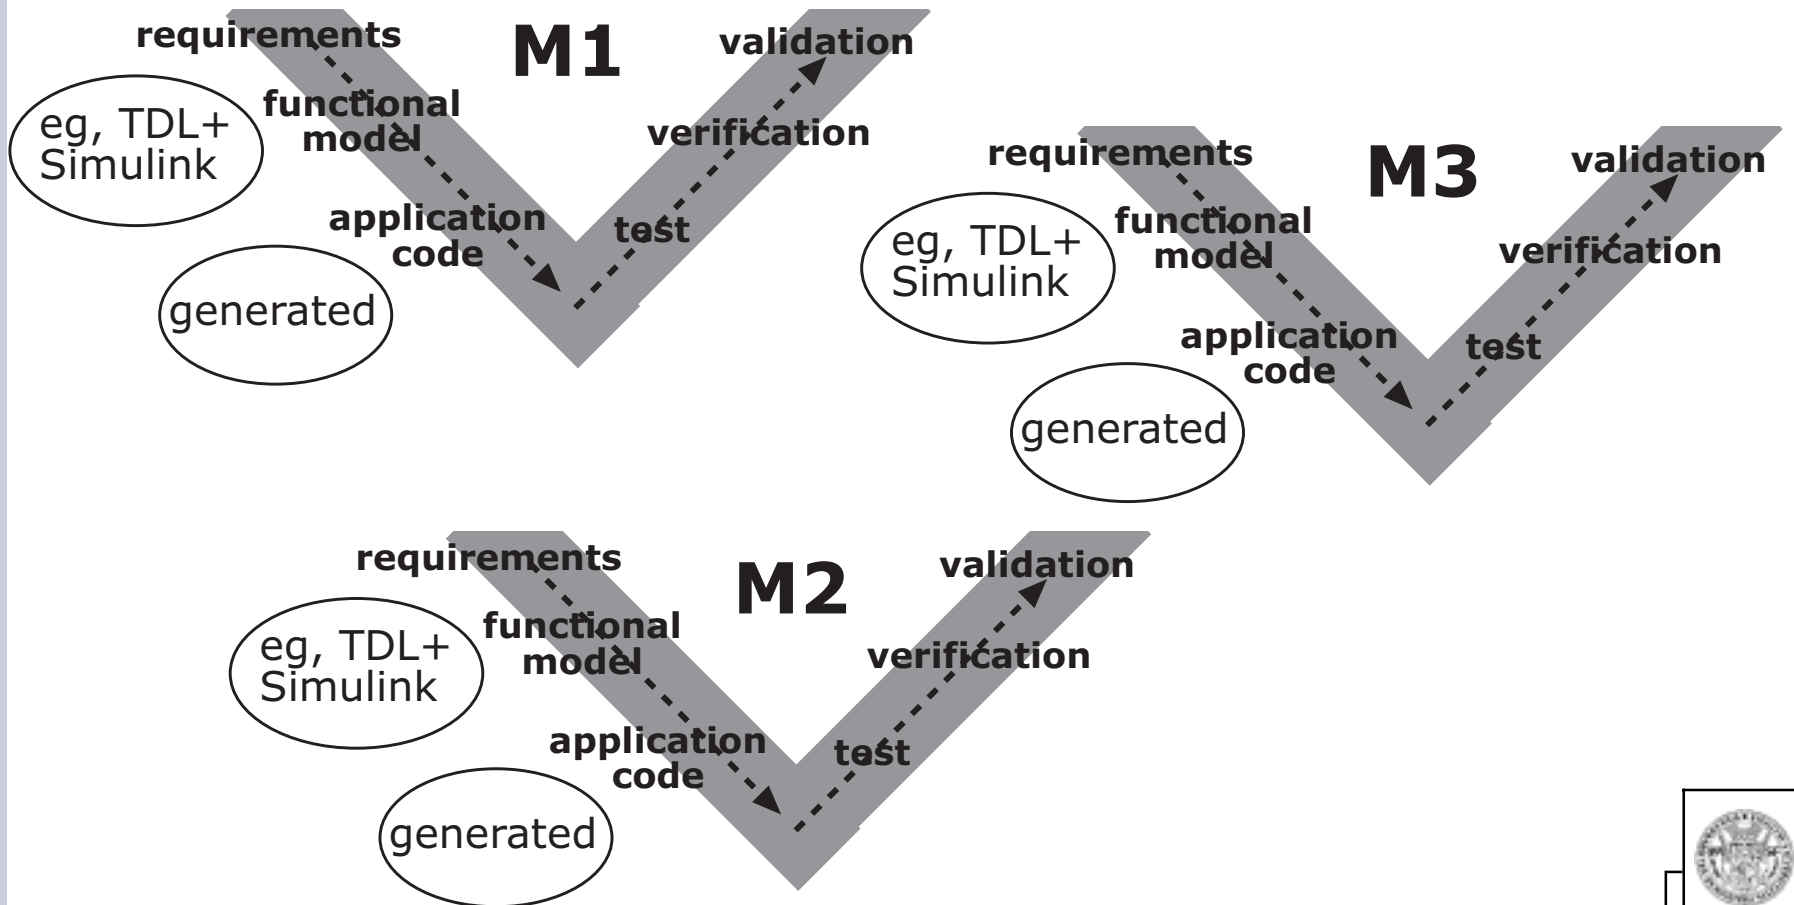 requirements
M1
validation
functional
model
eg, TDL+
Simulink
verification
application
code
test
generated
requirements
M3
validation
functional
model
eg, TDL+
Simulink
verification
application
code
test
generated
requirements
M2
validation
functional
model
eg, TDL+
Simulink
verification
application
code
test
generated